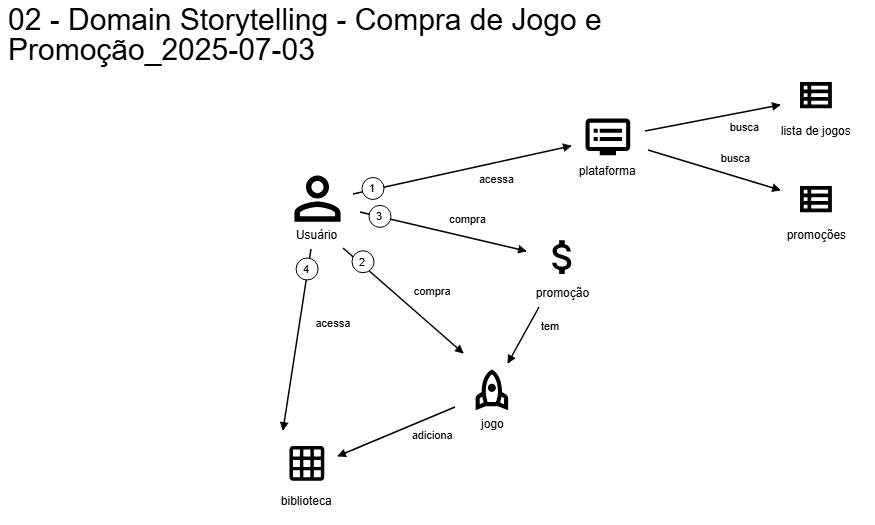 02 - Domain Storytelling - Compra de Jogo e
Promoção_2025-07-03
busca
lista de jogos
plataforma
busca
promoções
1
acessa
3
compra
Usuário
4
2
compra
promoção
acessa
tem
jogo
adiciona
biblioteca